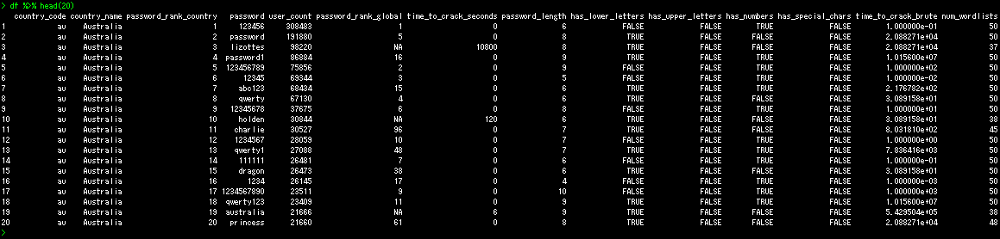 > df %>% head(20)
country_code country_name password_rank_country password user_count password_rank_global time_to_crack_seconds password_length has_lower_letters has_upper_letters has_numbers has_special_chars time_to_crack_brute num_wordlists
1 au Australia 1 123456 308483 1 0 6 FALSE FALSE TRUE FALSE 1.000000e-01 50
2 au Australia 2 password 191880 5 0 8 TRUE FALSE FALSE FALSE 2.088271e+04 50
3 au Australia 3 lizottes 98220 NA 10800 8 TRUE FALSE FALSE FALSE 2.088271e+04 37
4 au Australia 4 password1 86884 16 0 9 TRUE FALSE TRUE FALSE 1.015600e+07 50
5 au Australia 5 123456789 75856 2 0 9 FALSE FALSE TRUE FALSE 1.000000e+02 50
6 au Australia 6 12345 69344 3 0 5 FALSE FALSE TRUE FALSE 1.000000e-02 50
7 au Australia 7 abc123 68434 15 0 6 TRUE FALSE TRUE FALSE 2.176782e+02 50
8 au Australia 8 qwerty 67130 4 0 6 TRUE FALSE FALSE FALSE 3.089158e+01 50
9 au Australia 9 12345678 37675 6 0 8 FALSE FALSE TRUE FALSE 1.000000e+01 50
10 au Australia 10 holden 30844 NA 120 6 TRUE FALSE FALSE FALSE 3.089158e+01 38
11 au Australia 11 charlie 30527 96 0 7 TRUE FALSE FALSE FALSE 8.031810e+02 45
12 au Australia 12 1234567 28059 10 0 7 FALSE FALSE TRUE FALSE 1.000000e+00 50
13 au Australia 13 qwerty1 27088 48 0 7 TRUE FALSE TRUE FALSE 7.836416e+03 50
14 au Australia 14 111111 26481 7 0 6 FALSE FALSE TRUE FALSE 1.000000e-01 50
15 au Australia 15 dragon 26473 38 0 6 TRUE FALSE FALSE FALSE 3.089158e+01 50
16 au Australia 16 1234 26145 17 0 4 FALSE FALSE TRUE FALSE 1.000000e-03 50
17 au Australia 17 1234567890 23511 9 0 10 FALSE FALSE TRUE FALSE 1.000000e+03 50
18 au Australia 18 qwerty123 23409 11 0 9 TRUE FALSE TRUE FALSE 1.015600e+07 50
19 au Australia 19 australia 21666 NA 6 9 TRUE FALSE FALSE FALSE 5.429504e+05 38
20 au Australia 20 princess 21660 61 0 8 TRUE FALSE FALSE FALSE 2.088271e+04 48
>